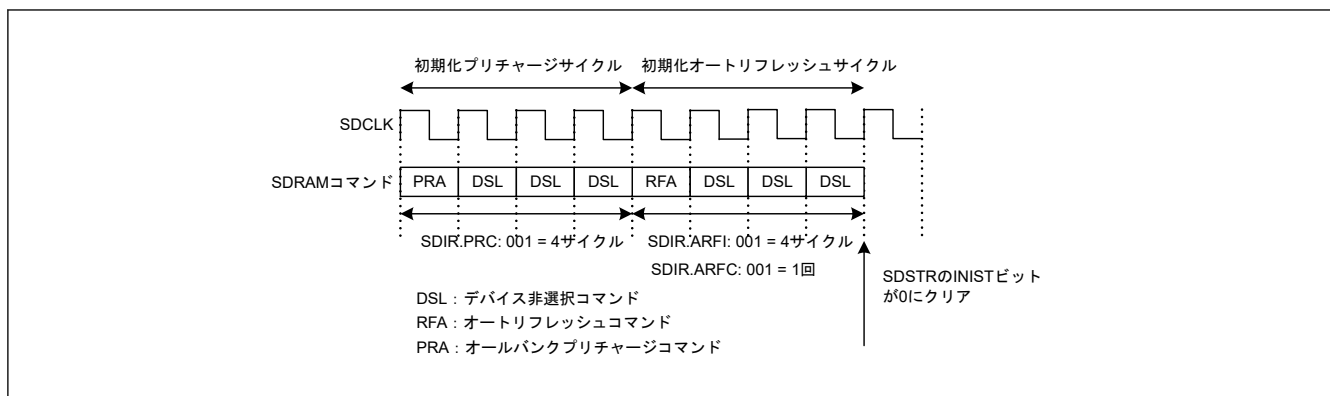 初期化プリチャージサイクル 初期化オートリフレッシュサイクル
SDCLK
SDRAMコマンド PRA DSL DSL DSL RFA DSL DSL DSL
SDIR.PRC: 001 = 4サイクル SDIR.ARFI: 001 = 4サイクル
SDIR.ARFC: 001 = 1回
SDSTRのINISTビット
が0にクリア
DSL：デバイス非選択コマンド
RFA：オートリフレッシュコマンド
PRA：オールバンクプリチャージコマンド